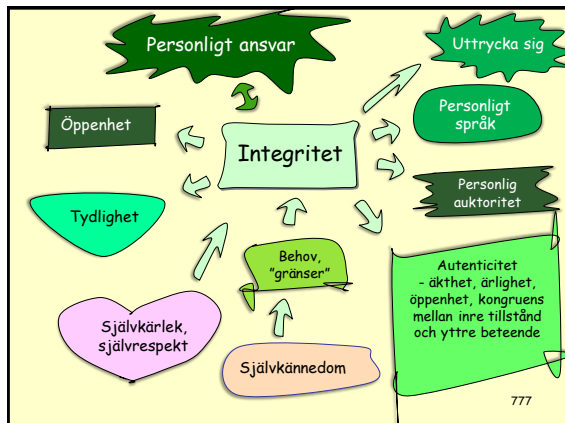 Personligt ansvar
Uttrycka sig
Öppenhet
Personligt
språk
Integritet
Personlig
auktoritet
Tydlighet
Behov,
"gränser"
Autenticitet
- äkthet, ärlighet,
öppenhet, kongruens
mellan inre tillstånd
och yttre beteende
Självkärlek,
självrespekt
Självkännedom
777